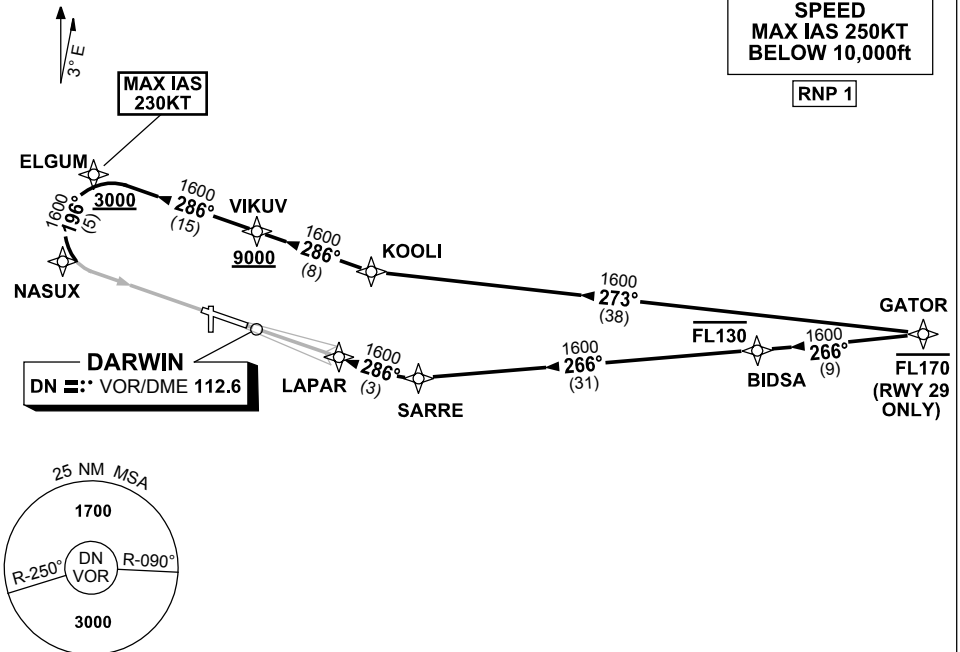 SPEED
MAX IAS 250KT
BELOW 10,000ft
RNP 1
3° E
MAX IAS
230KT
ELGUM
3000
1600
286°
(15)
VIKUV
9000
1600
286°
(8)
KOOLI
1600
196°
(5)
NASUX
1600
273°
(38)
GATOR
FL170
(RWY 29
ONLY)
FL130
1600
266°
(9)
BIDSA
1600
266°
(31)
SARRE
1600
286°
(3)
LAPAR
DARWIN
DN VOR/DME 112.6
25 NM MSA
1700
R-250°
DN
VOR
R-090°
3000